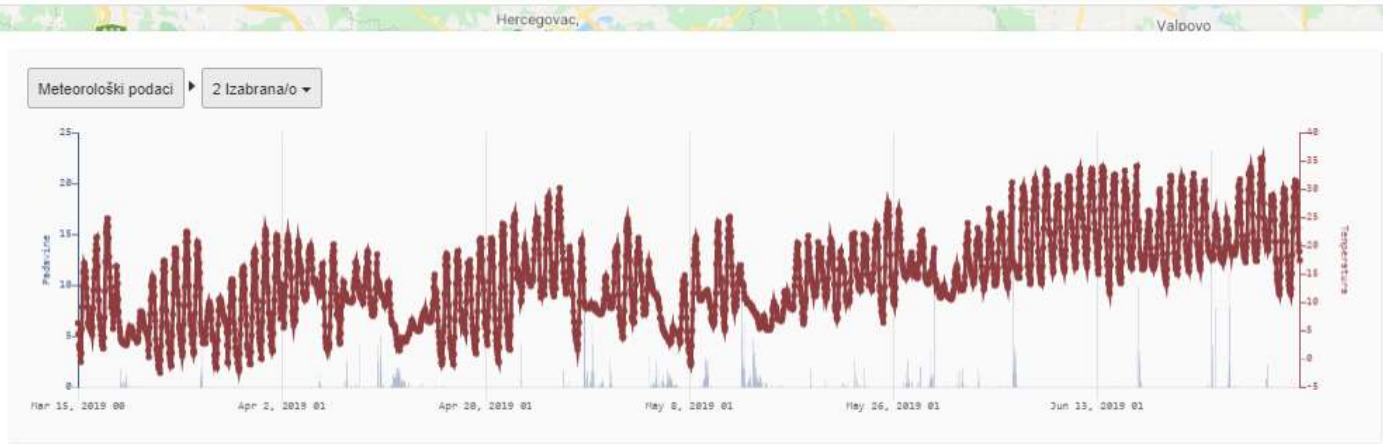 Hercegovac,
Valpovo
Meteorološki podaci
2 Izabrana/o
25
20
15
10
5
0
Padavine
40
35
30
25
20
15
10
5
0
-5
Temperatura
Mar 15, 2019 00
Apr 2, 2019 01
Apr 20, 2019 01
May 8, 2019 01
May 26, 2019 01
Jun 13, 2019 01